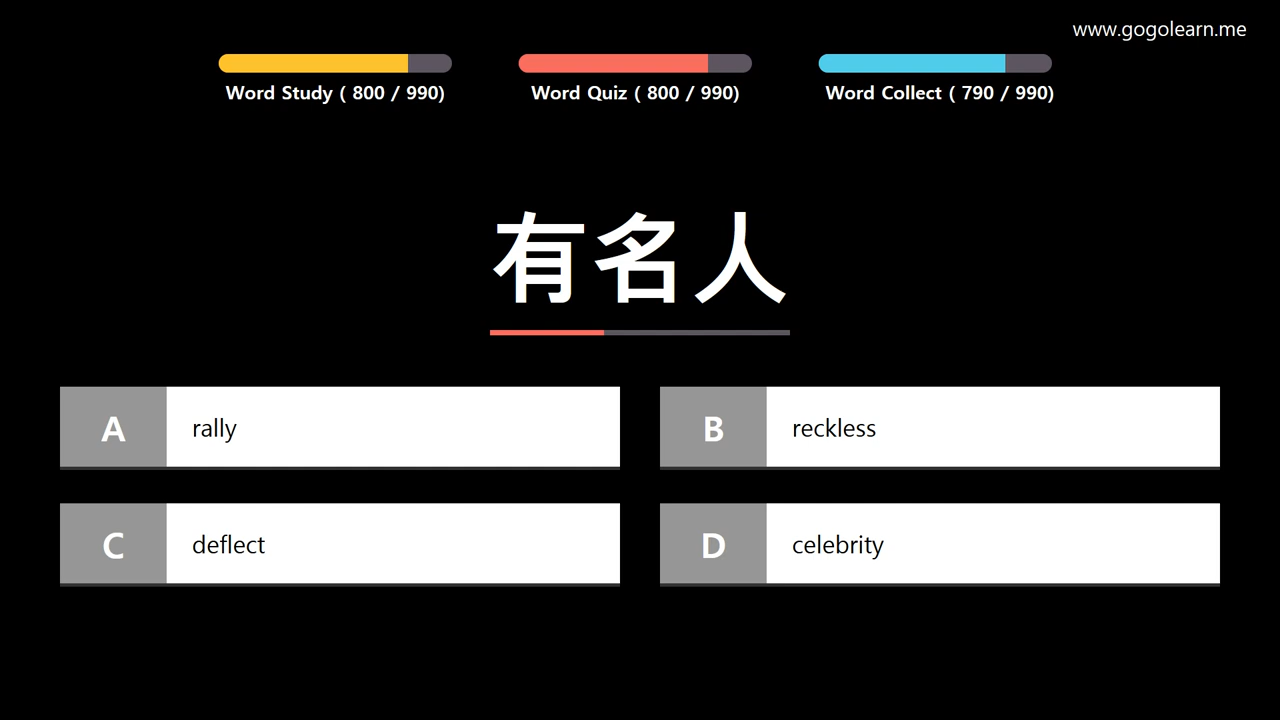 www.gogolearn.me
Word Study ( 800 / 990)
Word Quiz ( 800 / 990)
Word Collect ( 790 / 990)
有名人
A rally
B reckless
C deflect
D celebrity